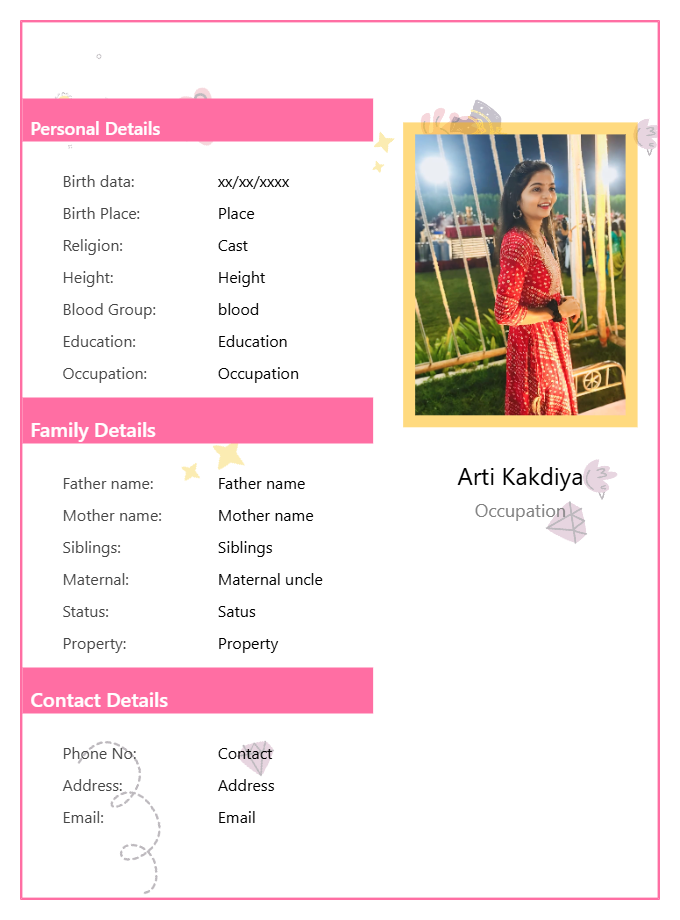 Personal Details
Birth data: xx/xx/xxxx
Birth Place: Place
Religion: Cast
Height: Height
Blood Group: blood
Education: Education
Occupation: Occupation
Family Details
Father name: Father name
Mother name: Mother name
Siblings: Siblings
Maternal: Maternal uncle
Status: Satus
Property: Property
Contact Details
Phone No: Contact
Address: Address
Email: Email
Arti Kakdiya
Occupation